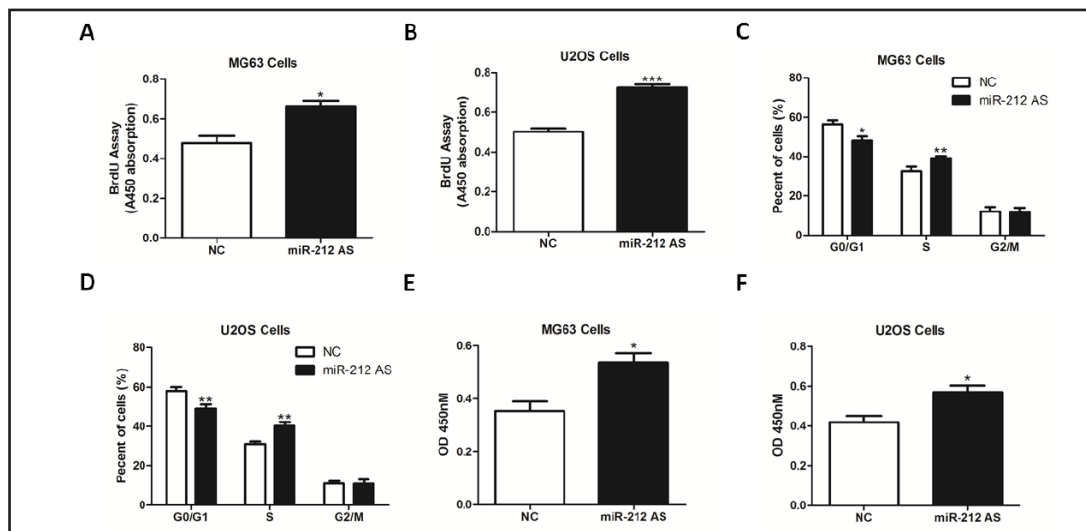 A
MG63 Cells
BrdU Assay
(A450 absorption)
0.8
0.6
0.4
0.2
0.0
*
NC
miR-212 AS
B
U2OS Cells
BrdU Assay
(A450 absorption)
0.8
0.6
0.4
0.2
0.0
***
NC
miR-212 AS
C
MG63 Cells
NC
miR-212 AS
Pecent of cells (%)
80
60
40
20
0
*
**
G0/G1
S
G2/M
D
U2OS Cells
NC
miR-212 AS
Pecent of cells (%)
80
60
40
20
0
**
**
G0/G1
S
G2/M
E
MG63 Cells
OD 450nM
0.6
0.4
0.2
0.0
*
NC
miR-212 AS
F
U2OS Cells
OD 450nM
0.8
0.6
0.4
0.2
0.0
*
NC
miR-212 AS